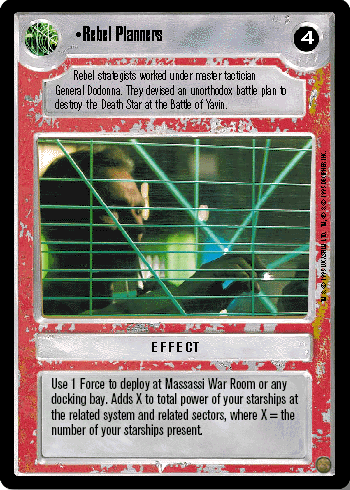 •Rebel Planners
4
Rebel strategists worked under master tactician
General Dodonna. They devised an unorthodox battle plan to
destroy the Death Star at the Battle of Yavin.
EFFECT
Use 1 Force to deploy at Massassi War Room or any
docking bay. Adds X to total power of your starships
at the related system and related sectors, where X = the
number of your starships present.